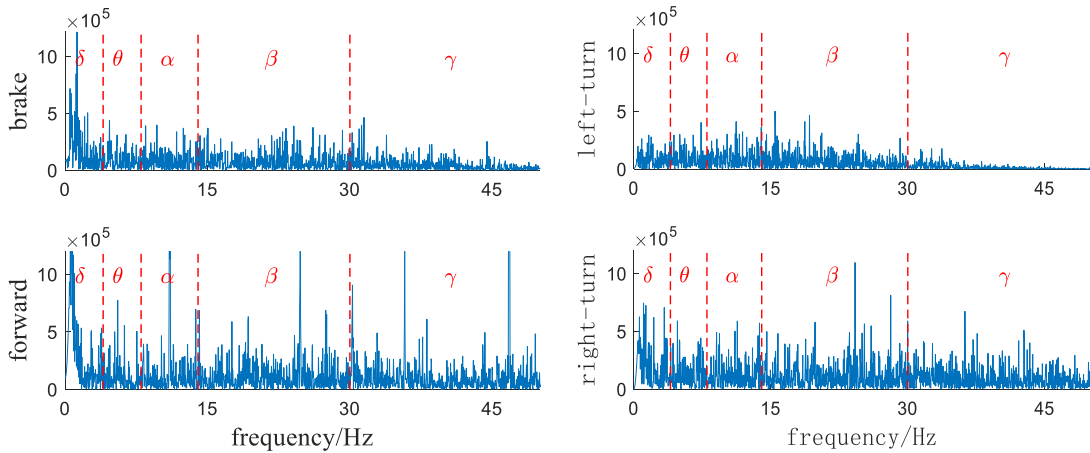 ×10⁵
10
5
0
brake
δ θ α β γ
0 15 30 45
×10⁵
10
5
0
left-turn
δ θ α β γ
0 15 30 45
×10⁵
10
5
0
forward
δ θ α β γ
0 15 30 45
frequency/Hz
×10⁵
10
5
0
right-turn
δ θ α β γ
0 15 30 45
frequency/Hz